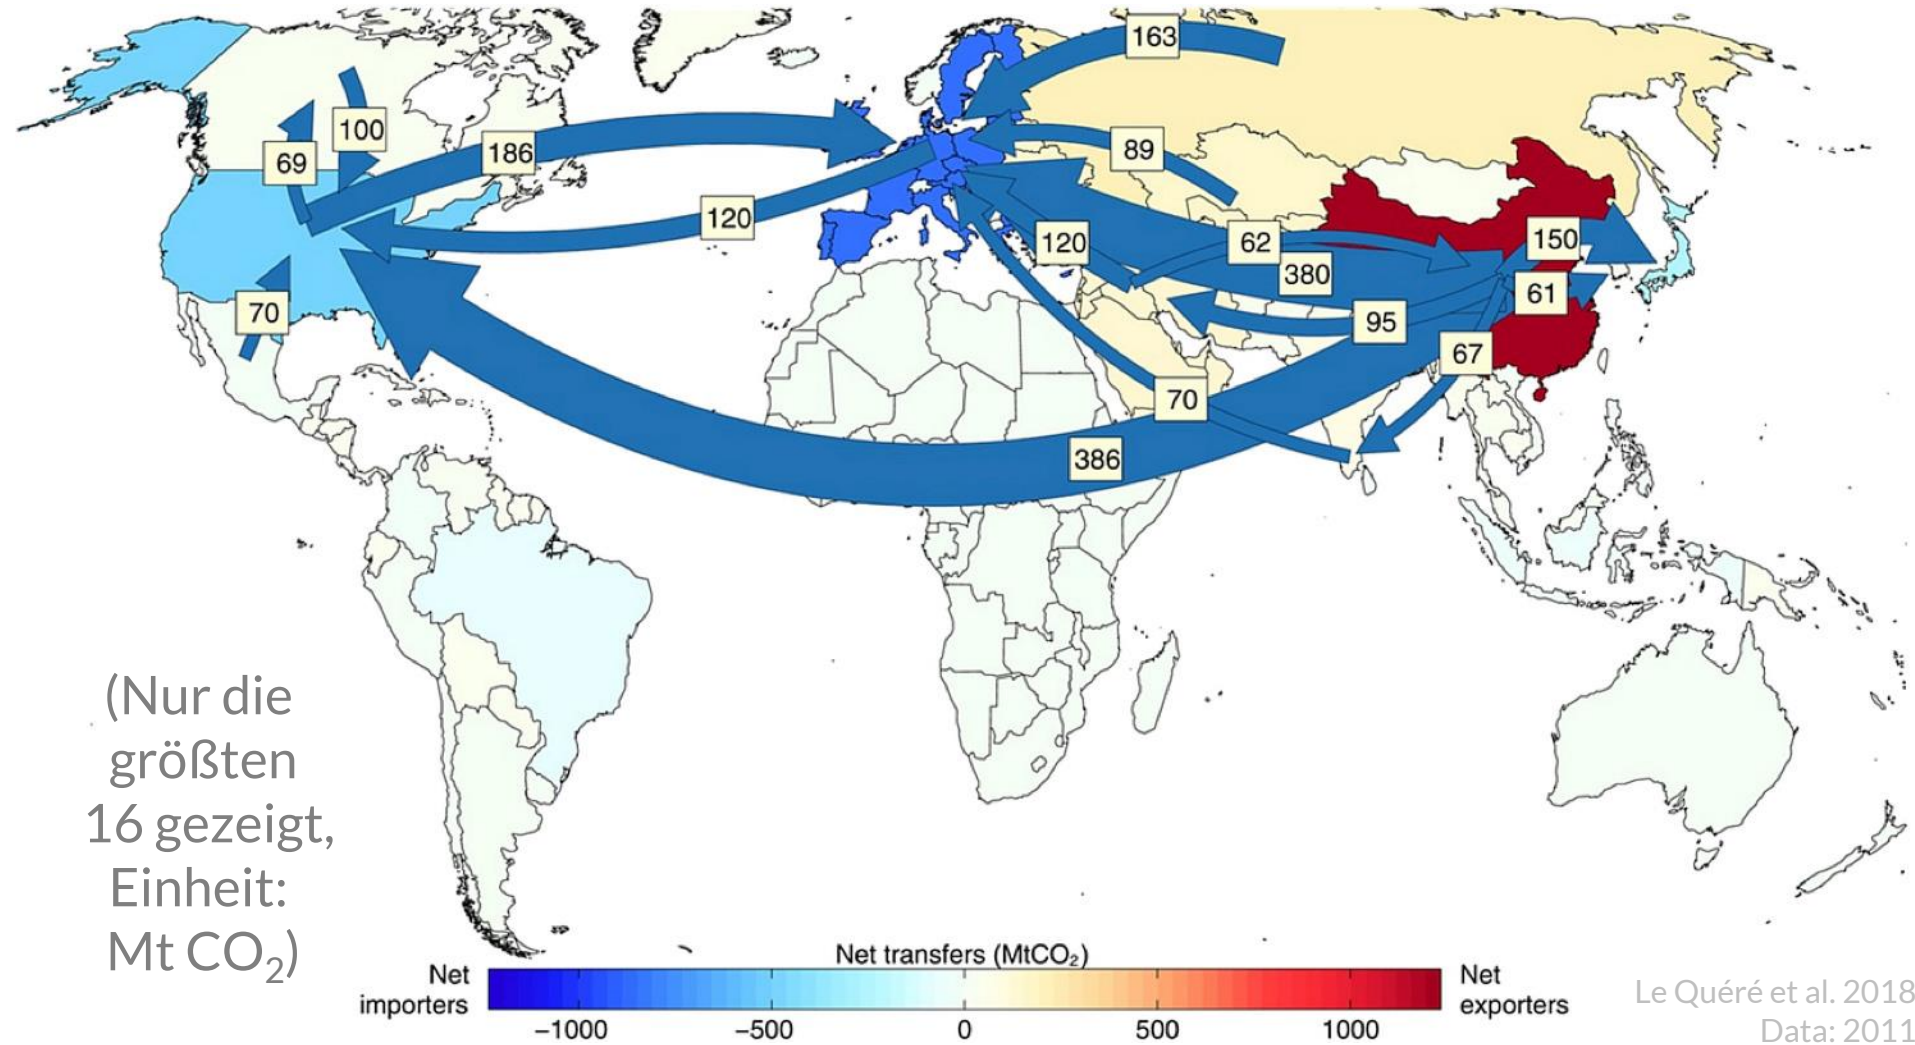 163
100
69
186
89
120
120
62
150
380
61
70
95
67
70
386
(Nur die
größten
16 gezeigt,
Einheit:
Mt CO₂)
Net transfers (MtCO₂)
Net
importers
Net
exporters
−1000
−500
0
500
1000
Le Quéré et al. 2018
Data: 2011